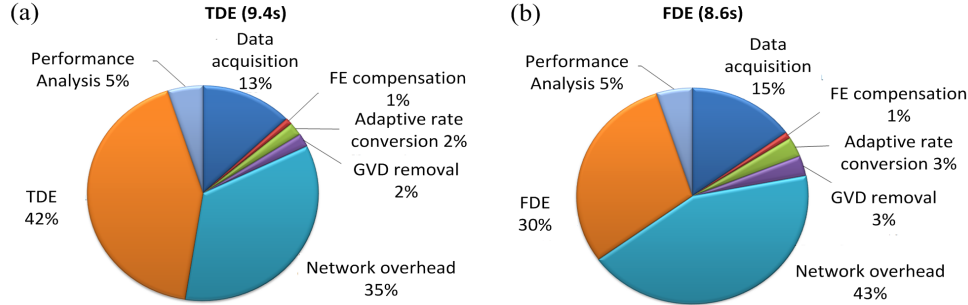 (a)
TDE (9.4s)
Data
acquisition
13%
Performance
Analysis 5%
FE compensation
1%
Adaptive rate
conversion 2%
GVD removal
2%
TDE
42%
Network overhead
35%
(b)
FDE (8.6s)
Data
acquisition
15%
Performance
Analysis 5%
FE compensation
1%
Adaptive rate
conversion 3%
GVD removal
3%
FDE
30%
Network overhead
43%